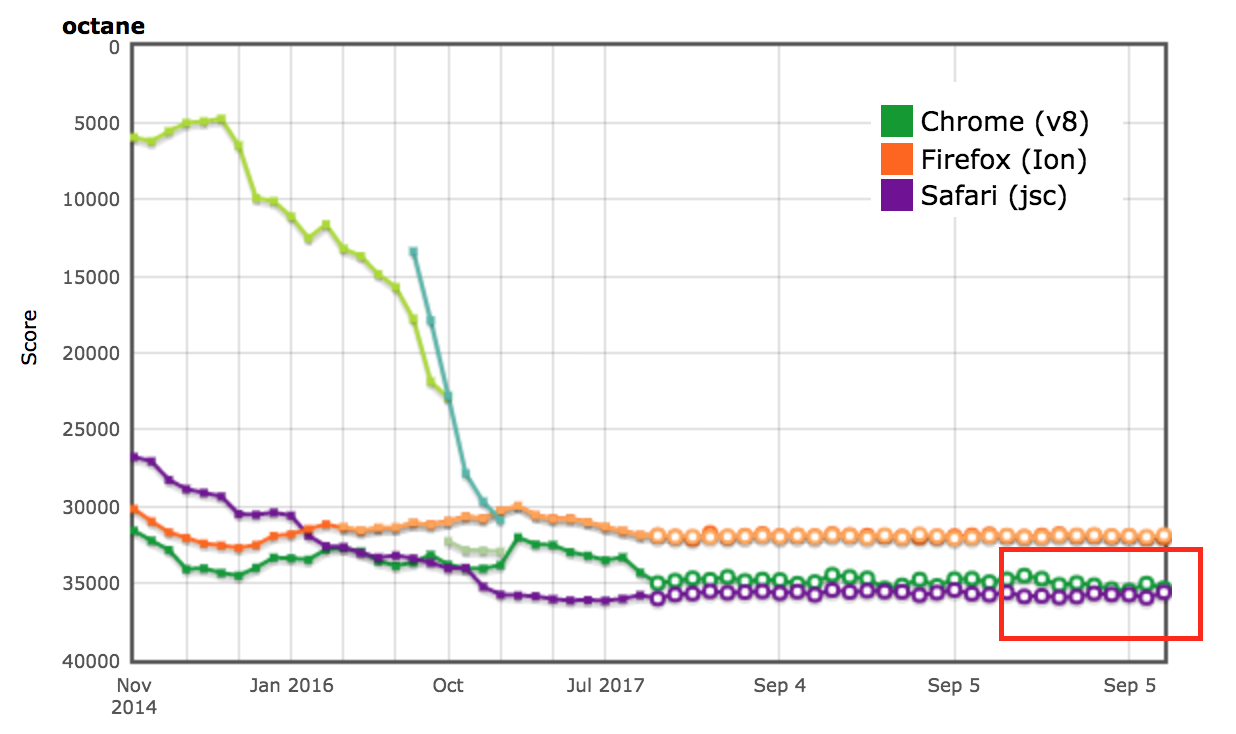 octane
0
5000
10000
15000
20000
25000
30000
35000
40000
Score
Chrome (v8)
Firefox (Ion)
Safari (jsc)
Nov
2014
Jan 2016
Oct
Jul 2017
Sep 4
Sep 5
Sep 5